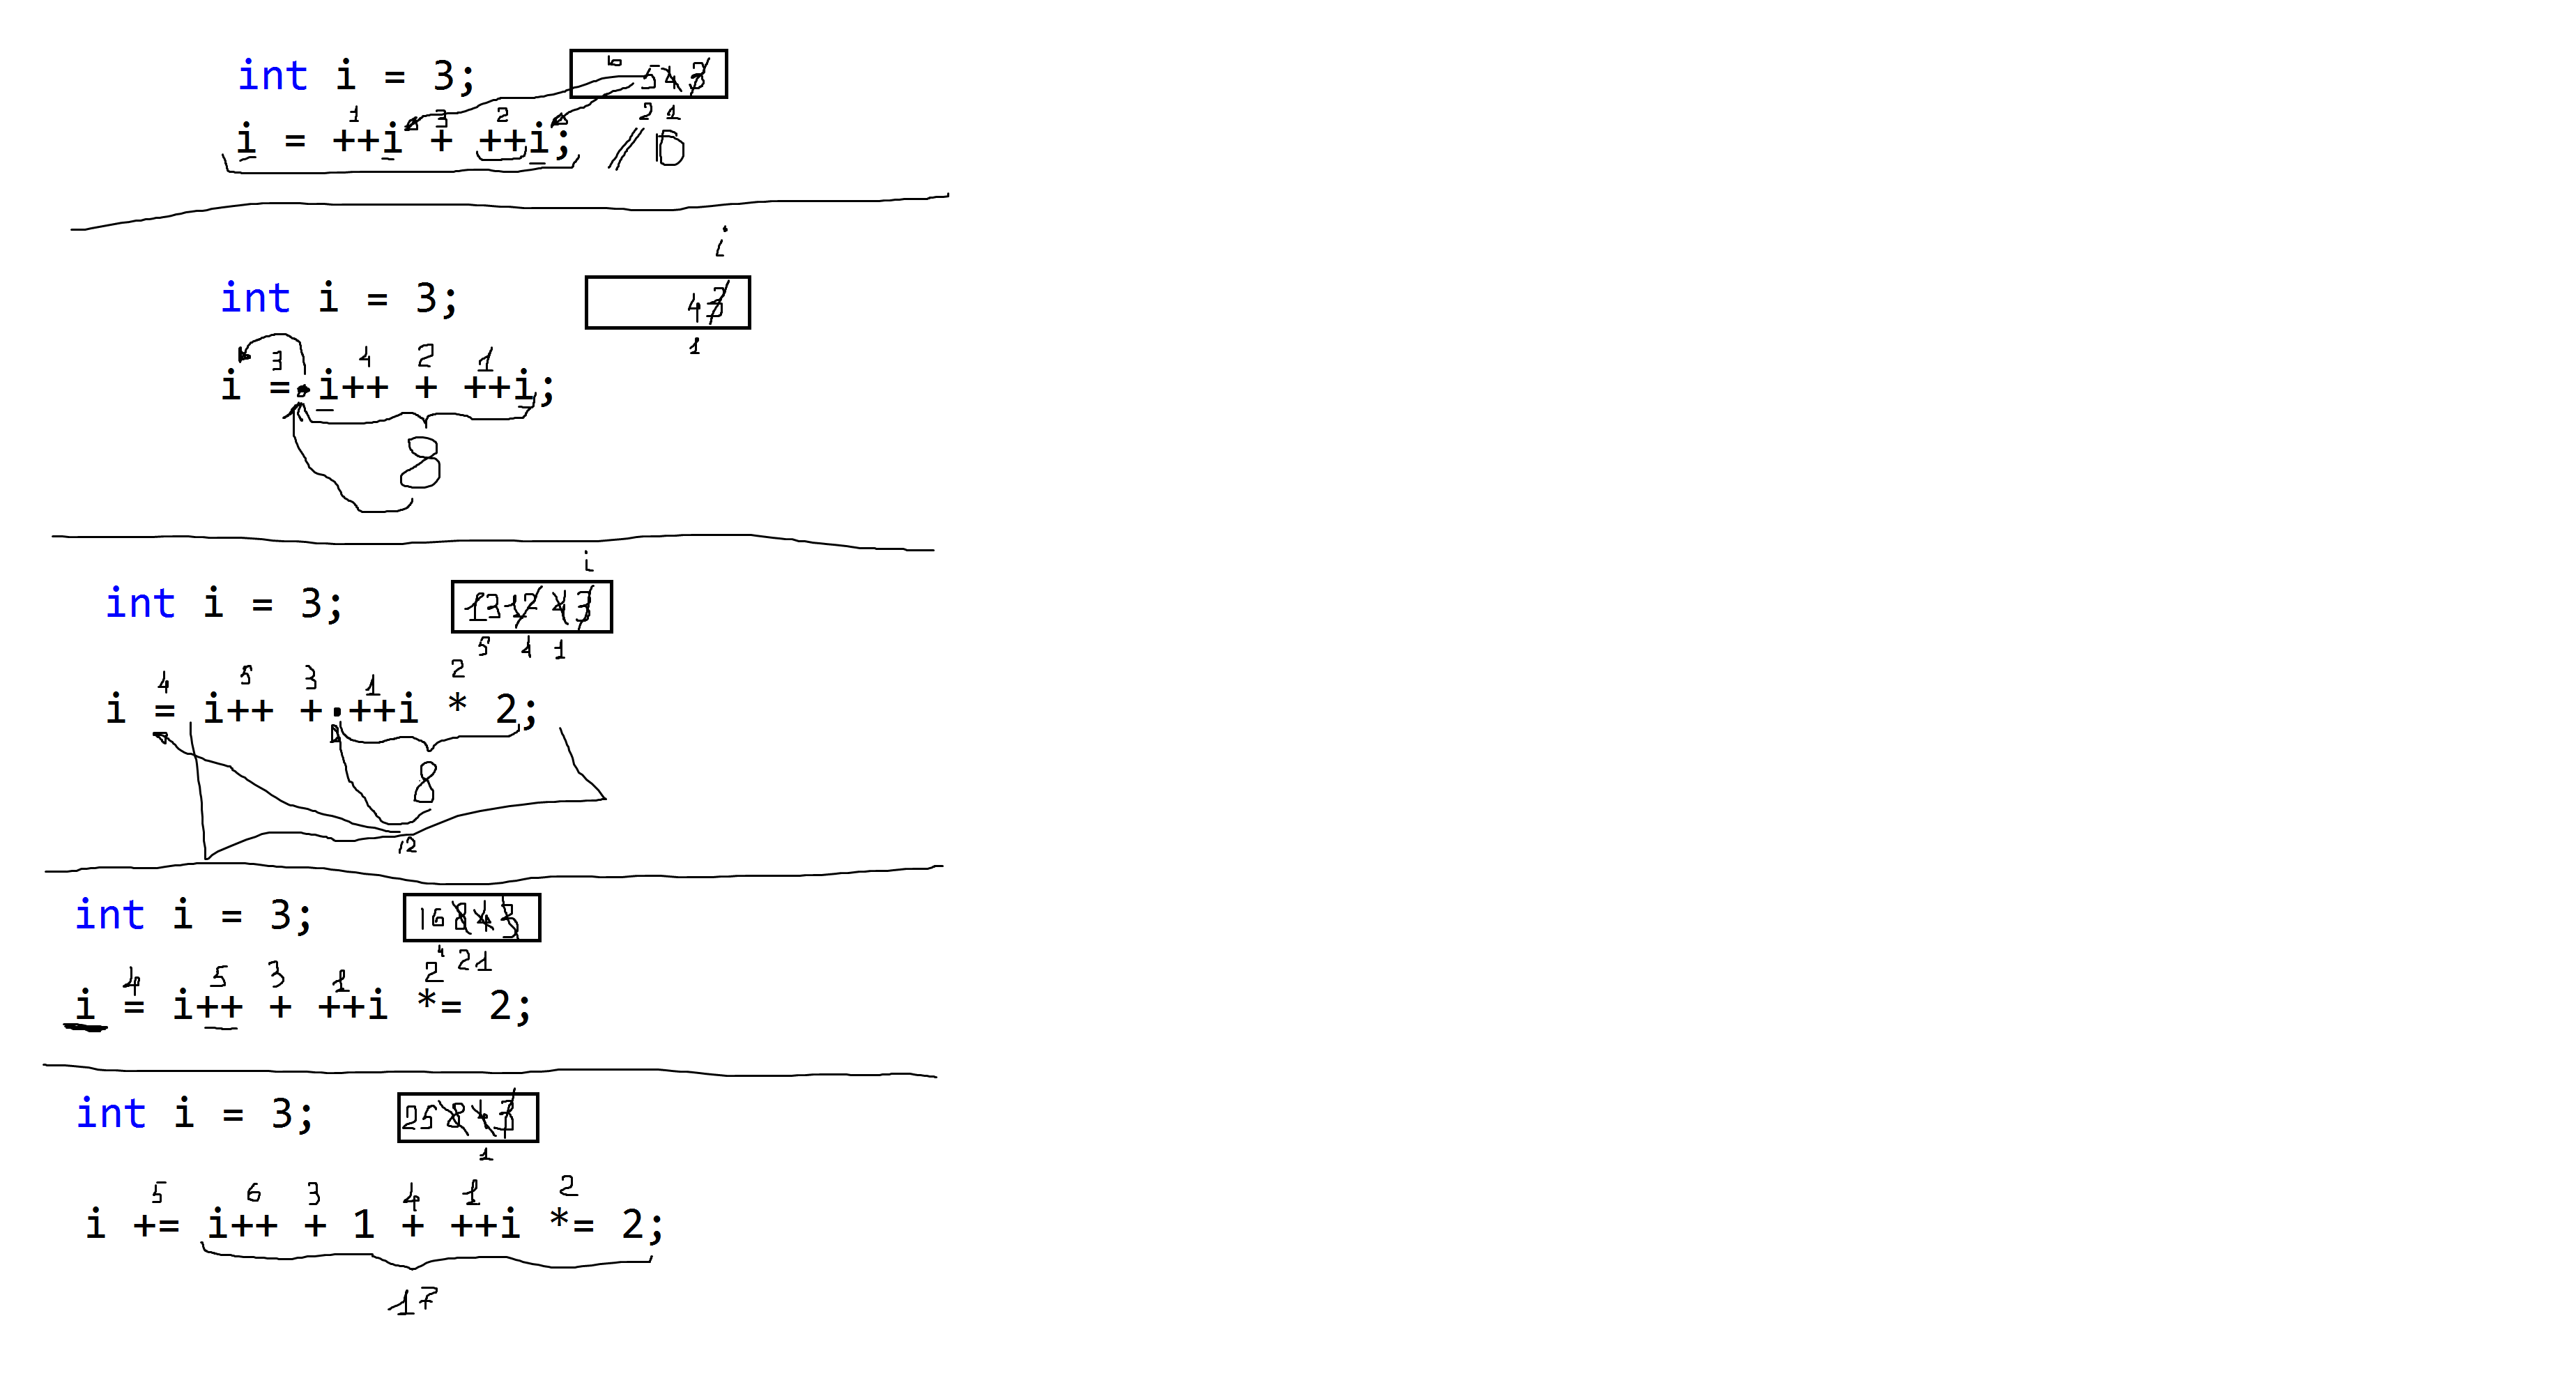 int i = 3; 5 4 3
1 3 2 2 1
i = ++i + ++i; // 10
i
int i = 3; 4 3
1
3 4 2 1
i = i++ + ++i;
8
i
int i = 3; 13 12 4 3
5 4 1
4 5 3 1 2
i = i++ + ++i * 2;
8
12
int i = 3; 16 8 4 3
4 2 1
4 5 3 1 2
i = i++ + ++i *= 2;
int i = 3; 25 8 4 3
1
5 6 3 4 1 2
i += i++ + 1 + ++i *= 2;
17